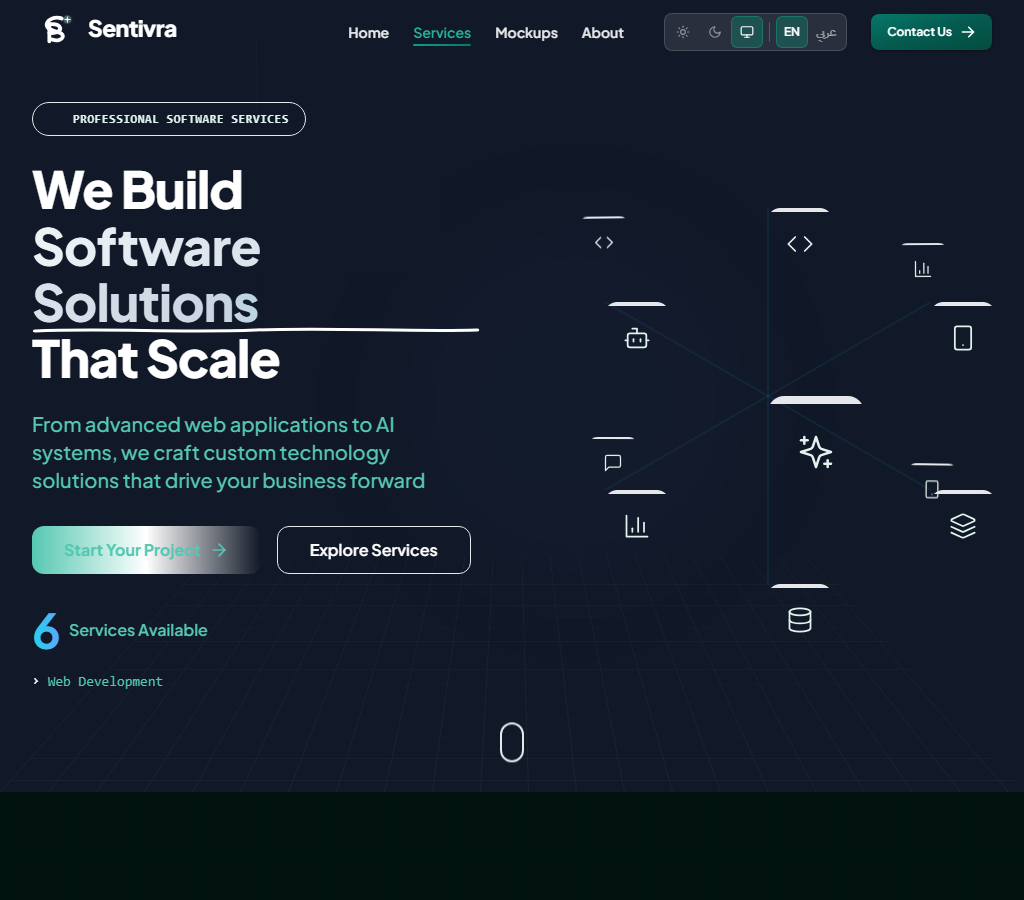 Sentivra
Home Services Mockups About
EN عربي
Contact Us
PROFESSIONAL SOFTWARE SERVICES
We Build
Software
Solutions
That Scale
From advanced web applications to AI
systems, we craft custom technology
solutions that drive your business forward
Start Your Project
Explore Services
6 Services Available
› Web Development